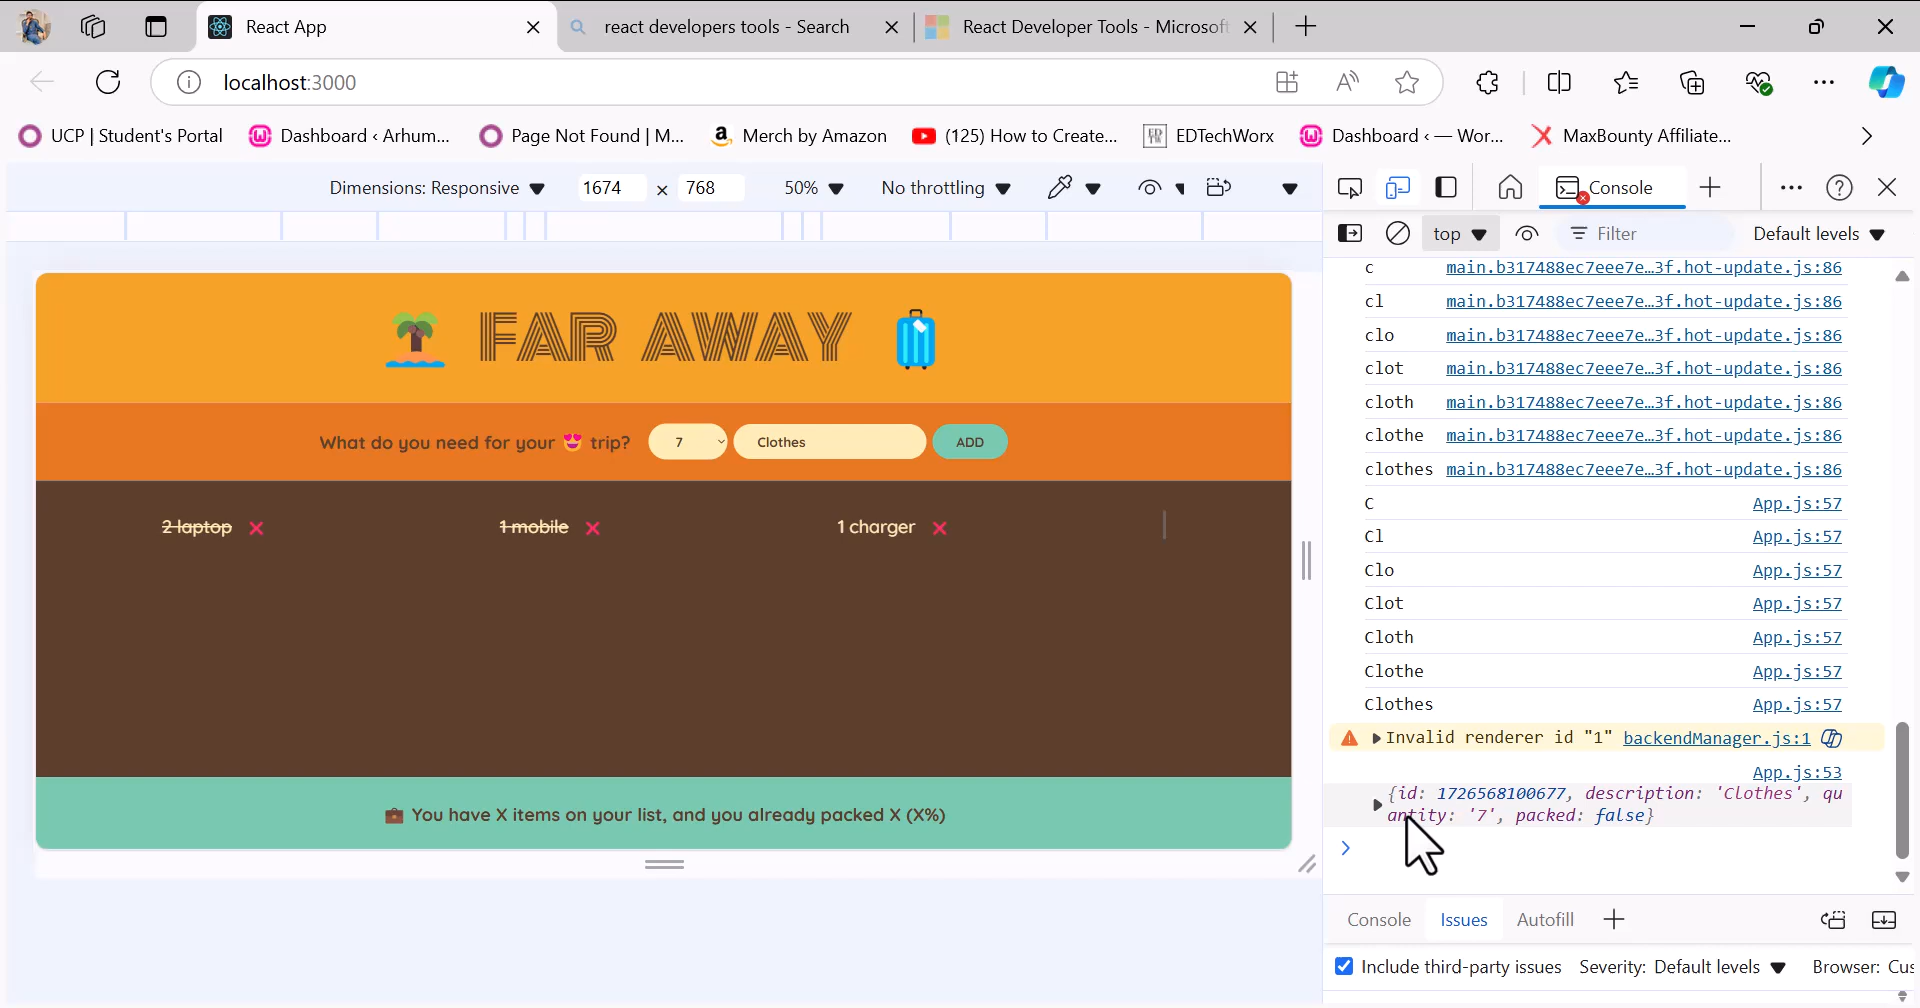 React App
react developers tools - Search
React Developer Tools - Microsoft
localhost:3000
UCP | Student's Portal
Dashboard ‹ Arhum...
Page Not Found | M...
Merch by Amazon
(125) How to Create...
EDTechWorx
Dashboard ‹ — Wor...
MaxBounty Affiliate...
Dimensions: Responsive
1674 x 768
50%
No throttling
Console
top
Filter
Default levels
FAR AWAY
What do you need for your 😍 trip?
7
Clothes
ADD
2 laptop ❌
1 mobile ❌
1 charger ❌
💼 You have X items on your list, and you already packed X (X%)
c main.b317488ec7eee7e…3f.hot-update.js:86
cl main.b317488ec7eee7e…3f.hot-update.js:86
clo main.b317488ec7eee7e…3f.hot-update.js:86
clot main.b317488ec7eee7e…3f.hot-update.js:86
cloth main.b317488ec7eee7e…3f.hot-update.js:86
clothe main.b317488ec7eee7e…3f.hot-update.js:86
clothes main.b317488ec7eee7e…3f.hot-update.js:86
C App.js:57
Cl App.js:57
Clo App.js:57
Clot App.js:57
Cloth App.js:57
Clothe App.js:57
Clothes App.js:57
Invalid renderer id "1" backendManager.js:1
App.js:53
{id: 1726568100677, description: 'Clothes', qu
antity: '7', packed: false}
Console
Issues
Autofill
Include third-party issues
Severity: Default levels
Browser: Cus